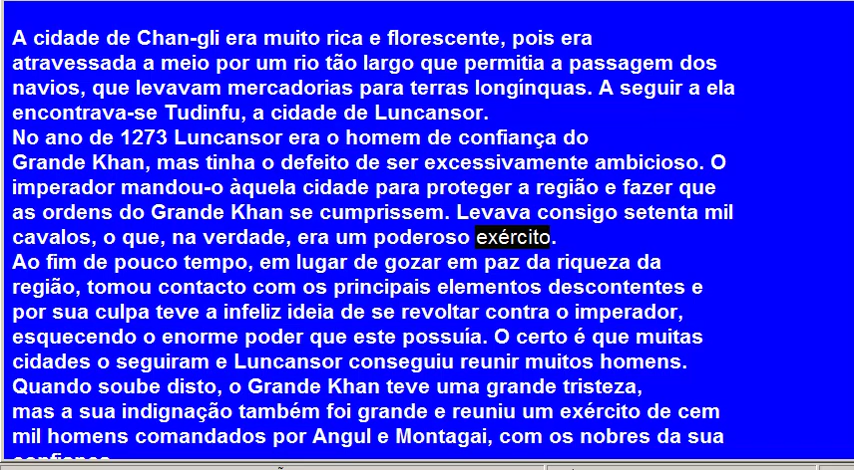 A cidade de Chan-gli era muito rica e florescente, pois era
atravessada a meio por um rio tão largo que permitia a passagem dos
navios, que levavam mercadorias para terras longínquas. A seguir a ela
encontrava-se Tudinfu, a cidade de Luncansor.
No ano de 1273 Luncansor era o homem de confiança do
Grande Khan, mas tinha o defeito de ser excessivamente ambicioso. O
imperador mandou-o àquela cidade para proteger a região e fazer que
as ordens do Grande Khan se cumprissem. Levava consigo setenta mil
cavalos, o que, na verdade, era um poderoso exército.
Ao fim de pouco tempo, em lugar de gozar em paz da riqueza da
região, tomou contacto com os principais elementos descontentes e
por sua culpa teve a infeliz ideia de se revoltar contra o imperador,
esquecendo o enorme poder que este possuía. O certo é que muitas
cidades o seguiram e Luncansor conseguiu reunir muitos homens.
Quando soube disto, o Grande Khan teve uma grande tristeza,
mas a sua indignação também foi grande e reuniu um exército de cem
mil homens comandados por Angul e Montagai, com os nobres da sua